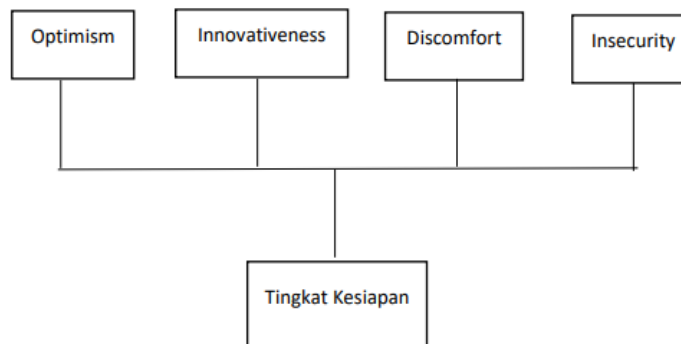 Optimism
Innovativeness
Discomfort
Insecurity
Tingkat Kesiapan